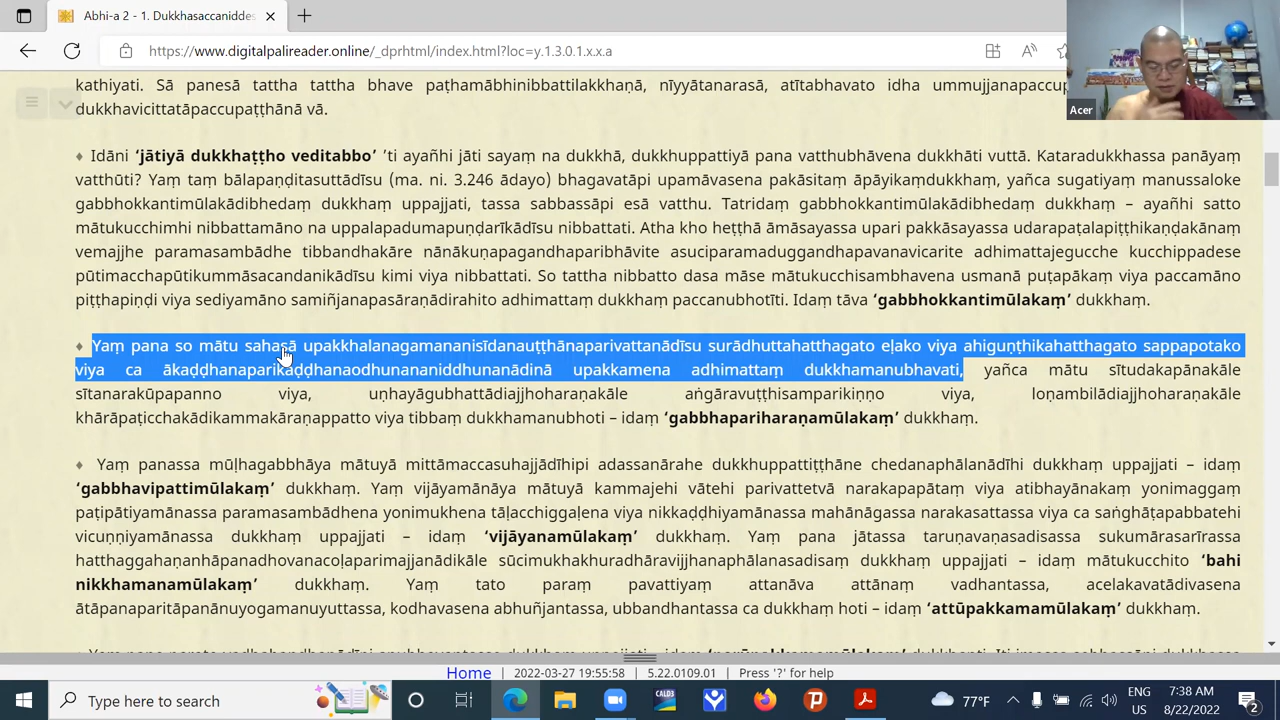 Abhi-a 2 - 1. Dukkhasaccaniddes
https://www.digitalpalireader.online/_dprhtml/index.html?loc=y.1.3.0.1.x.x.a
Acer
kathiyati. Sā panesā tattha tattha bhave paṭhamābhinibbattilakkhaṇā, nīyyātanarasā, atītabhavato idha ummujjanapaccup
dukkhavicittatāpaccupaṭṭhānā vā.
♦ Idāni ‘jātiyā dukkhaṭṭho veditabbo’ ’ti ayañhi jāti sayaṃ na dukkhā, dukkhuppattiyā pana vatthubhāvena dukkhāti vuttā. Kataradukkhassa panāyaṃ
vatthūti? Yaṃ taṃ bālapaṇḍitasuttādīsu (ma. ni. 3.246 ādayo) bhagavatāpi upamāvasena pakāsitaṃ āpāyikaṃdukkhaṃ, yañca sugatiyaṃ manussaloke
gabbhokkantimūlakādibhedaṃ dukkhaṃ uppajjati, tassa sabbassāpi esā vatthu. Tatridaṃ gabbhokkantimūlakādibhedaṃ dukkhaṃ – ayañhi satto
mātukucchimhi nibbattamāno na uppalapadumapuṇḍarīkādīsu nibbattati. Atha kho heṭṭhā āmāsayassa upari pakkāsayassa udarapaṭalapiṭṭhikaṇḍakānaṃ
vemajjhe paramasambādhe tibbandhakāre nānākuṇapagandhaparibhāvite asuciparamaduggandhapavanavicarite adhimattajegucche kucchippadese
pūtimacchapūtikummāsacandanikādīsu kimi viya nibbattati. So tattha nibbatto dasa māse mātukucchisambhavena usmanā puṭapākaṃ viya paccamāno
piṭṭhapiṇḍi viya sediyamāno samiñjanapasāraṇādirahito adhimattaṃ dukkhaṃ paccanubhotīti. Idaṃ tāva ‘gabbhokkantimūlakaṃ’ dukkhaṃ.
♦ Yaṃ pana so mātu sahasā upakkhalanagamananisīdanauṭṭhānaparivattanādīsu surādhuttahatthagato eḷako viya ahiguṇṭhikahatthagato sappapotako
viya ca ākaḍḍhanaparikaḍḍhanaodhunananiddhunanādinā upakkamena adhimattaṃ dukkhamanubhavati, yañca mātu sītudakapānakāle
sītanarakūpapanno viya, uṇhayāgubhattādiajjhoharaṇakāle aṅgāravuṭṭhisamparikiṇṇo viya, loṇambilādiajjhoharaṇakāle
khārāpaṭicchakādikammakāraṇappatto viya tibbaṃ dukkhamanubhoti – idaṃ ‘gabbhapariharaṇamūlakaṃ’ dukkhaṃ.
♦ Yaṃ panassa mūḷhagabbhāya mātuyā mittāmaccasuhajjādīhipi adassanārahe dukkhuppattiṭṭhāne chedanaphālanādīhi dukkhaṃ uppajjati – idaṃ
‘gabbhavipattimūlakaṃ’ dukkhaṃ. Yaṃ vijāyamānāya mātuyā kammajehi vātehi parivattetvā narakapapātaṃ viya atibhayānakaṃ yonimaggaṃ
paṭipātiyamānassa paramasambādhena yonimukhena tāḷacchiggaḷena viya nikkaḍḍhiyamānassa mahānāgassa narakasattassa viya ca saṅghāṭapabbatehi
vicuṇṇiyamānassa dukkhaṃ uppajjati – idaṃ ‘vijāyanamūlakaṃ’ dukkhaṃ. Yaṃ pana jātassa taruṇavaṇasadisassa sukumārasarīrassa
hatthaggahaṇanhāpanadhovanacoḷaparimajjanādikāle sūcimukhakhuradhāravijjhanaphālanasadisaṃ dukkhaṃ uppajjati – idaṃ mātukucchito ‘bahi
nikkhamanamūlakaṃ’ dukkhaṃ. Yaṃ tato paraṃ pavattiyaṃ attanāva attānaṃ vadhantassa, acelakavatādivasena
ātāpanaparitāpanānuyogamanuyuttassa, kodhavasena abhuñjantassa, ubbandhantassa ca dukkhaṃ hoti – idaṃ ‘attūpakkamamūlakaṃ’ dukkhaṃ.
Home | 2022-03-27 19:55:58 | 5.22.0109.01 | Press '?' for help
Type here to search
CALD3
77°F
ENG
US
7:38 AM
8/22/2022
2